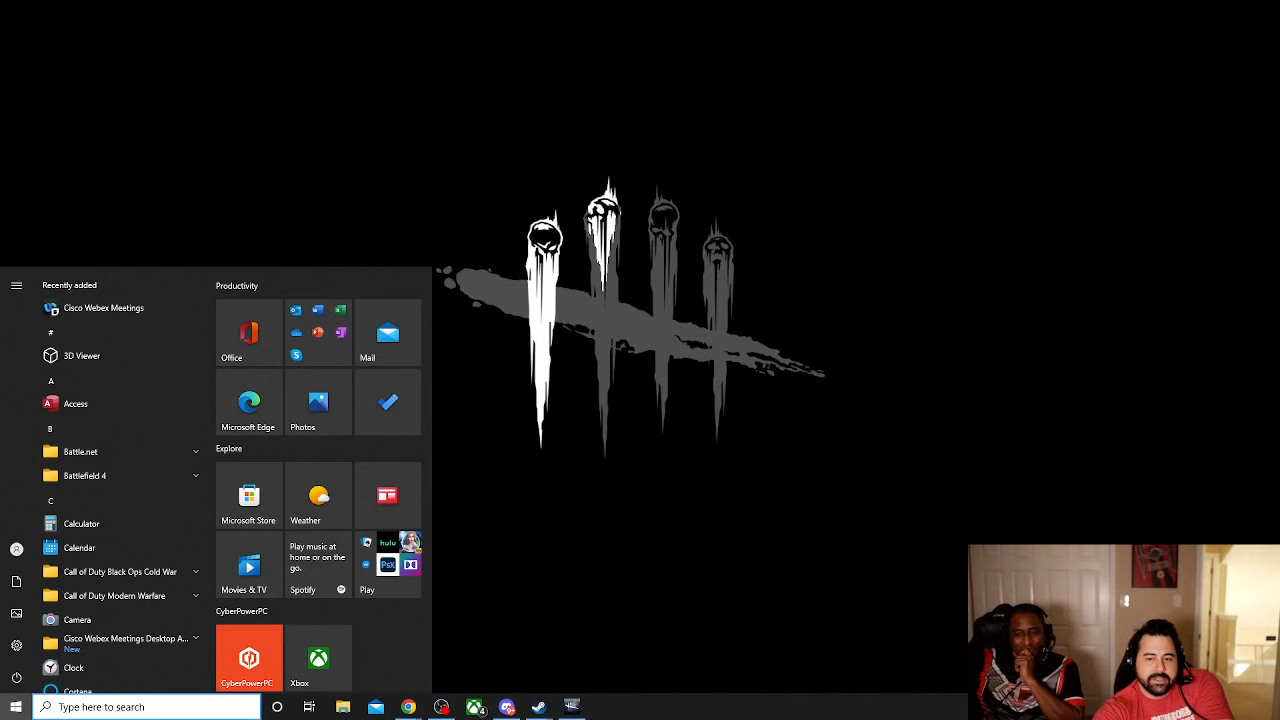 Recently added
Cisco Webex Meetings
#
3D Viewer
A
Access
B
Battle.net
Battlefield 4
C
Calculator
Calendar
Call of Duty Black Ops Cold War
Call of Duty Modern Warfare
Camera
Cisco Webex Meetings Desktop A...
New
Clock
Cortana
Productivity
Office
Mail
Microsoft Edge
Photos
Explore
Microsoft Store
Weather
Movies & TV
Play music at
home or on the
go.
Spotify
hulu
PsX
Play
CyberPowerPC
CyberPowerPC
Xbox
Type here to search